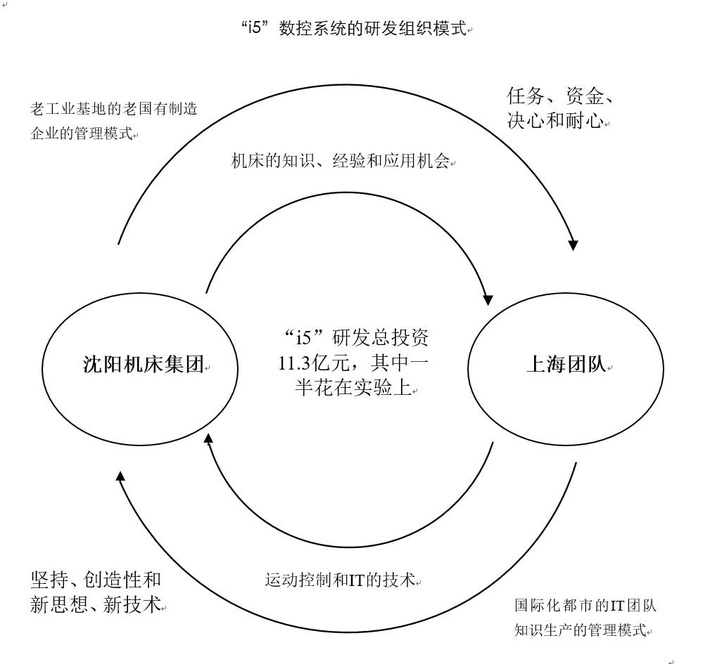 “i5”数控系统的研发组织模式
老工业基地的老国有制造
企业的管理模式
任务、资金、
决心和耐心
机床的知识、经验和应用机会
沈阳机床集团
“i5”研发总投资
11.3亿元，其中一
半花在实验上
上海团队
坚持、创造性和
新思想、新技术
运动控制和IT的技术
国际化都市的IT团队
知识生产的管理模式